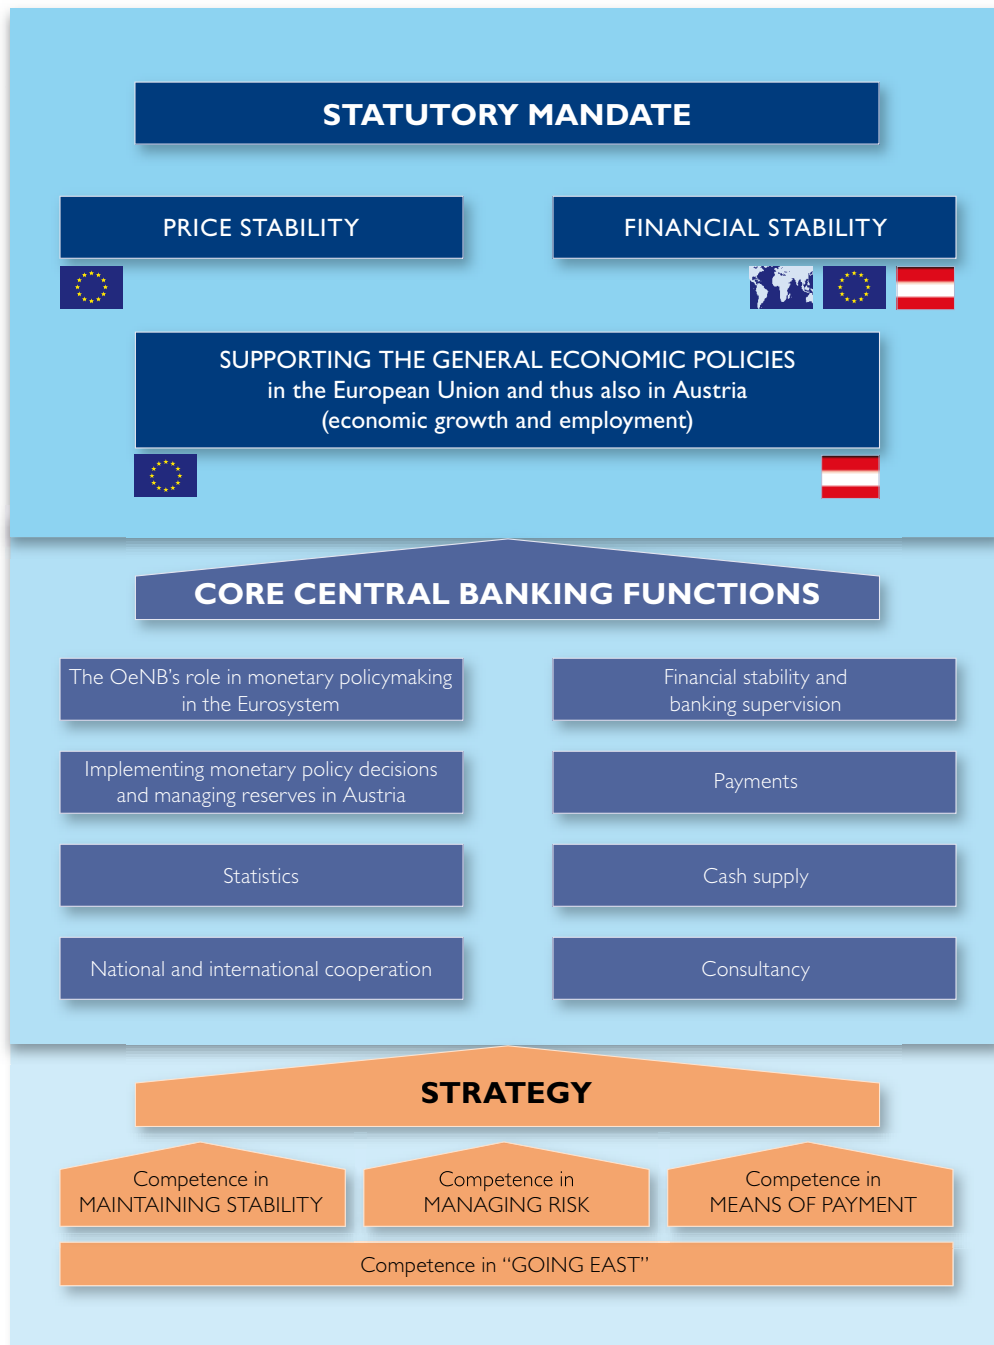 STATUTORY MANDATE
PRICE STABILITY
FINANCIAL STABILITY
SUPPORTING THE GENERAL ECONOMIC POLICIES
in the European Union and thus also in Austria
(economic growth and employment)
CORE CENTRAL BANKING FUNCTIONS
The OeNB’s role in monetary policymaking
in the Eurosystem
Financial stability and
banking supervision
Implementing monetary policy decisions
and managing reserves in Austria
Payments
Statistics
Cash supply
National and international cooperation
Consultancy
STRATEGY
Competence in
MAINTAINING STABILITY
Competence in
MANAGING RISK
Competence in
MEANS OF PAYMENT
Competence in “GOING EAST”